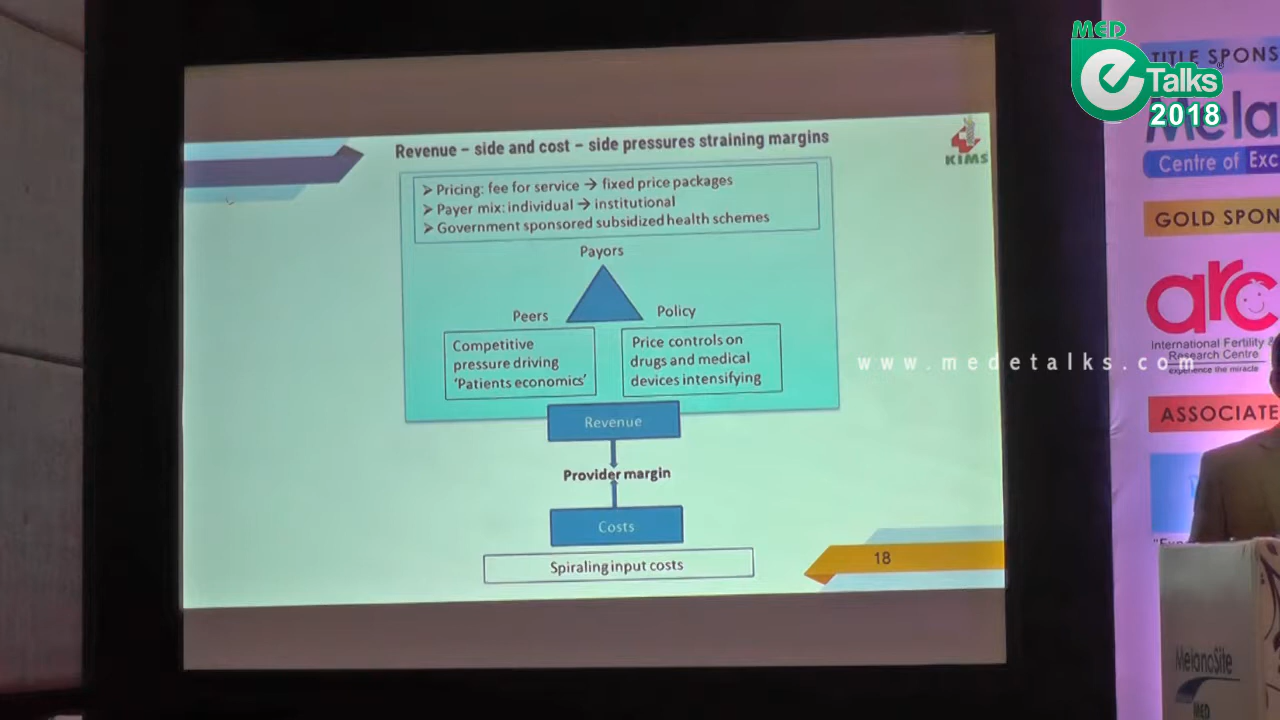 MED
e Talks
2018
TITLE SPONS
Mela
Centre of Exc
GOLD SPON
arc
International Fertility &
Research Centre
experience the miracle
ASSOCIATE
Revenue – side and cost – side pressures straining margins
KIMS
➢ Pricing: fee for service → fixed price packages
➢ Payer mix: individual → institutional
➢ Government sponsored subsidized health schemes
Payors
Peers
Policy
Competitive
pressure driving
‘Patients economics’
Price controls on
drugs and medical
devices intensifying
www.medetalks.com
Revenue
Provider margin
Costs
Spiraling input costs
18
MelanoSite
MED